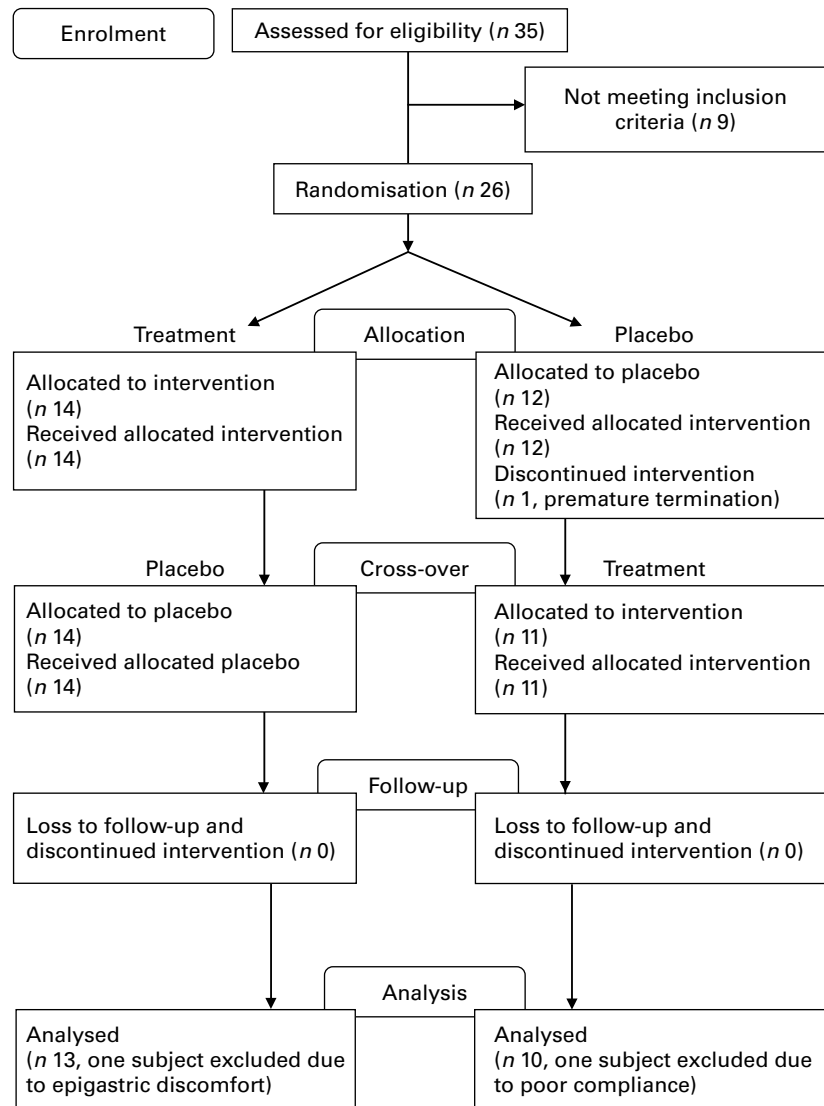 Enrolment
Assessed for eligibility (n 35)
Not meeting inclusion
criteria (n 9)
Randomisation (n 26)
Treatment
Allocation
Placebo
Allocated to intervention
(n 14)
Received allocated intervention
(n 14)
Allocated to placebo
(n 12)
Received allocated intervention
(n 12)
Discontinued intervention
(n 1, premature termination)
Placebo
Cross-over
Treatment
Allocated to placebo
(n 14)
Received allocated placebo
(n 14)
Allocated to intervention
(n 11)
Received allocated intervention
(n 11)
Follow-up
Loss to follow-up and
discontinued intervention (n 0)
Loss to follow-up and
discontinued intervention (n 0)
Analysis
Analysed
(n 13, one subject excluded due
to epigastric discomfort)
Analysed
(n 10, one subject excluded due
to poor compliance)